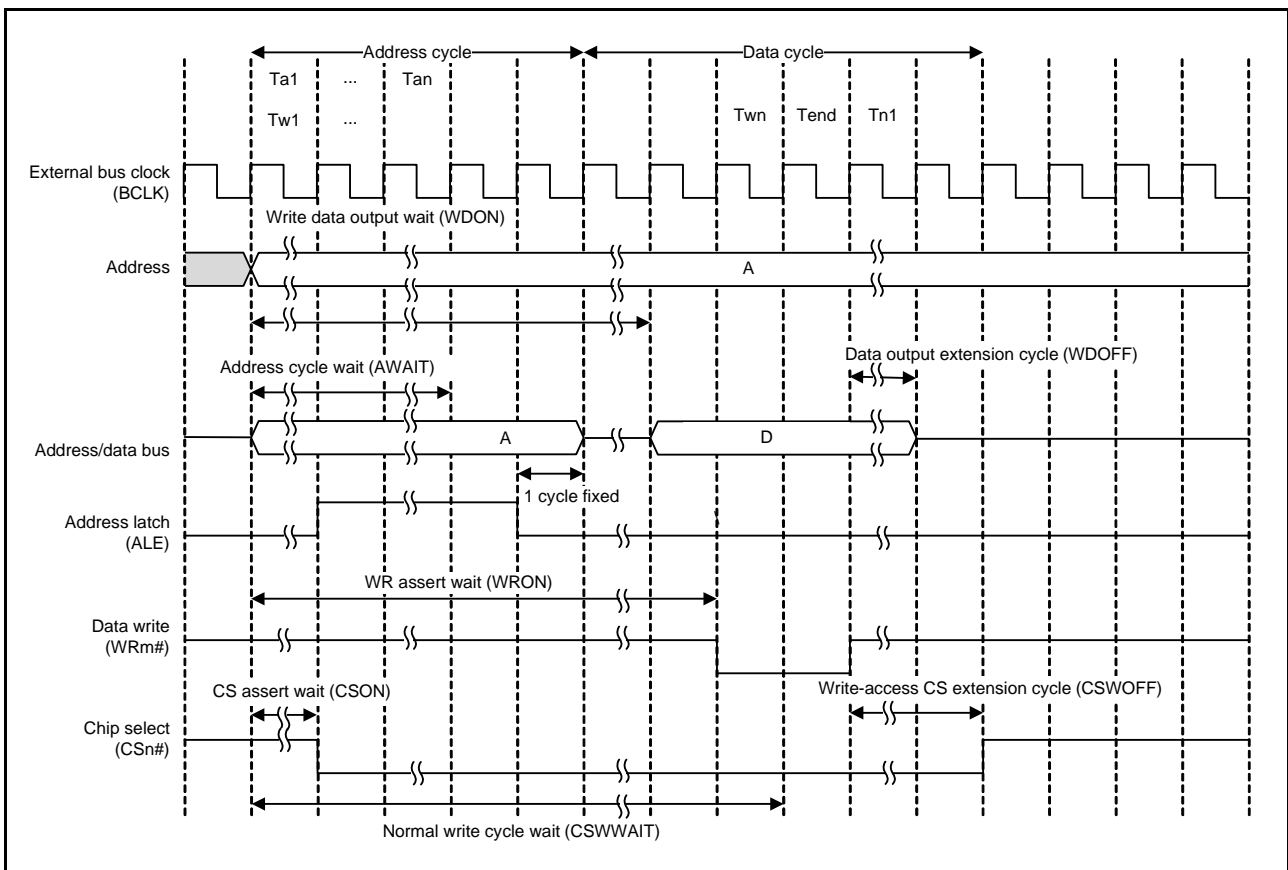 Address cycle Data cycle
Ta1 ... Tan
Twn Tend Tn1
Tw1 ...
External bus clock
(BCLK)
Write data output wait (WDON)
Address
A
Data output extension cycle (WDOFF)
Address cycle wait (AWAIT)
A D
Address/data bus
1 cycle fixed
Address latch
(ALE)
WR assert wait (WRON)
Data write
(WRm#)
CS assert wait (CSON)
Write-access CS extension cycle (CSWOFF)
Chip select
(CSn#)
Normal write cycle wait (CSWWAIT)